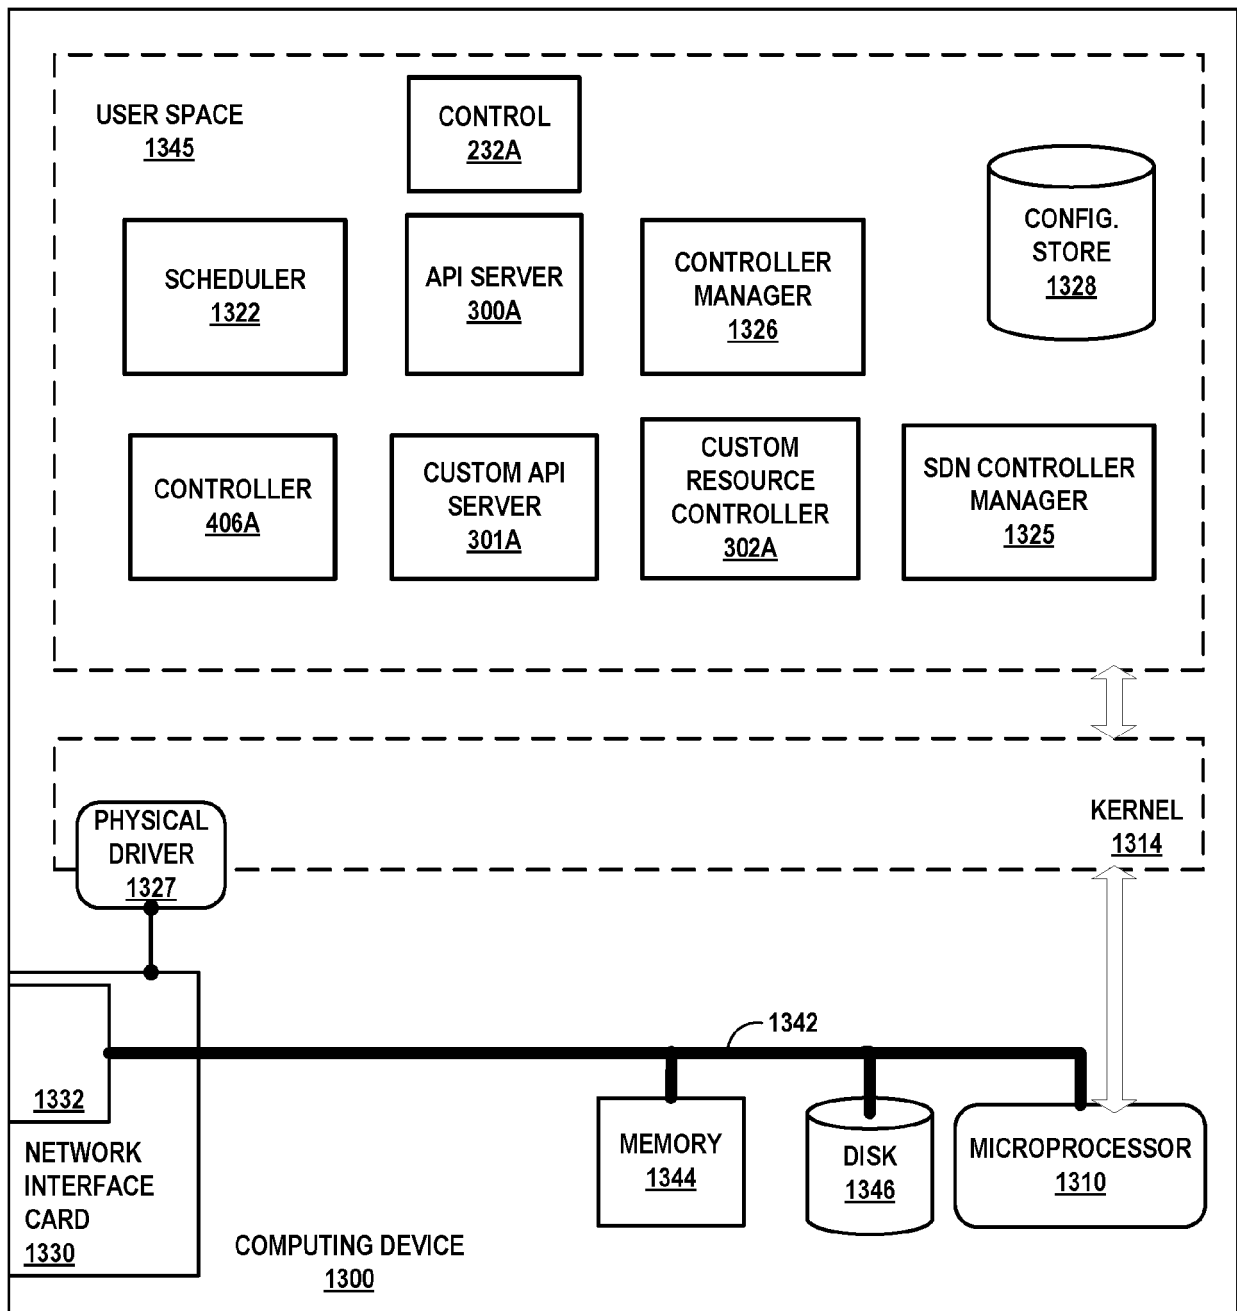 USER SPACE
1345
CONTROL
232A
CONFIG.
STORE
1328
SCHEDULER
1322
API SERVER
300A
CONTROLLER
MANAGER
1326
CONTROLLER
406A
CUSTOM API
SERVER
301A
CUSTOM
RESOURCE
CONTROLLER
302A
SDN CONTROLLER
MANAGER
1325
KERNEL
1314
PHYSICAL
DRIVER
1327
1342
1332
NETWORK
INTERFACE
CARD
1330
MEMORY
1344
DISK
1346
MICROPROCESSOR
1310
COMPUTING DEVICE
1300